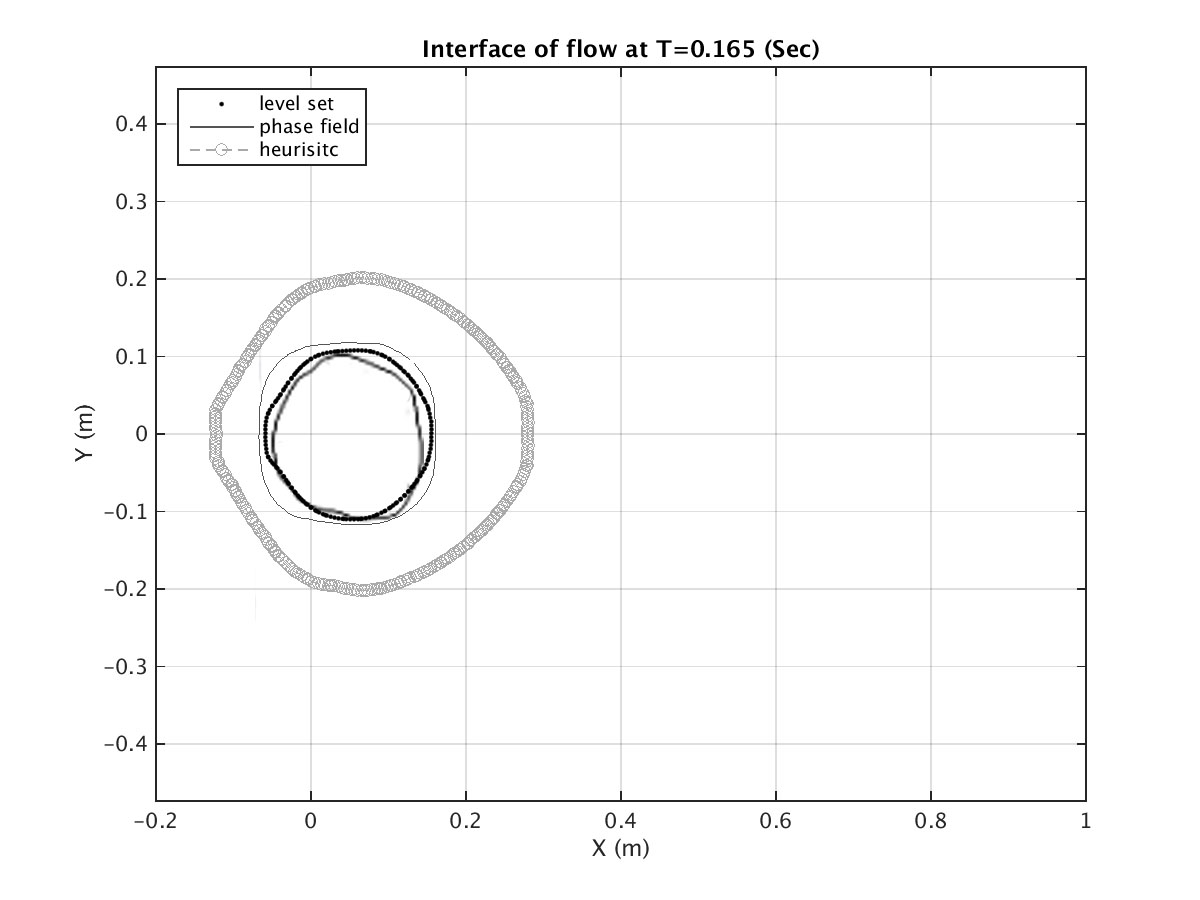 Interface of flow at T=0.165 (Sec)
level set
phase field
heurisitc
0.4
0.3
0.2
0.1
0
−0.1
−0.2
−0.3
−0.4
Y (m)
−0.2 0 0.2 0.4 0.6 0.8 1
X (m)